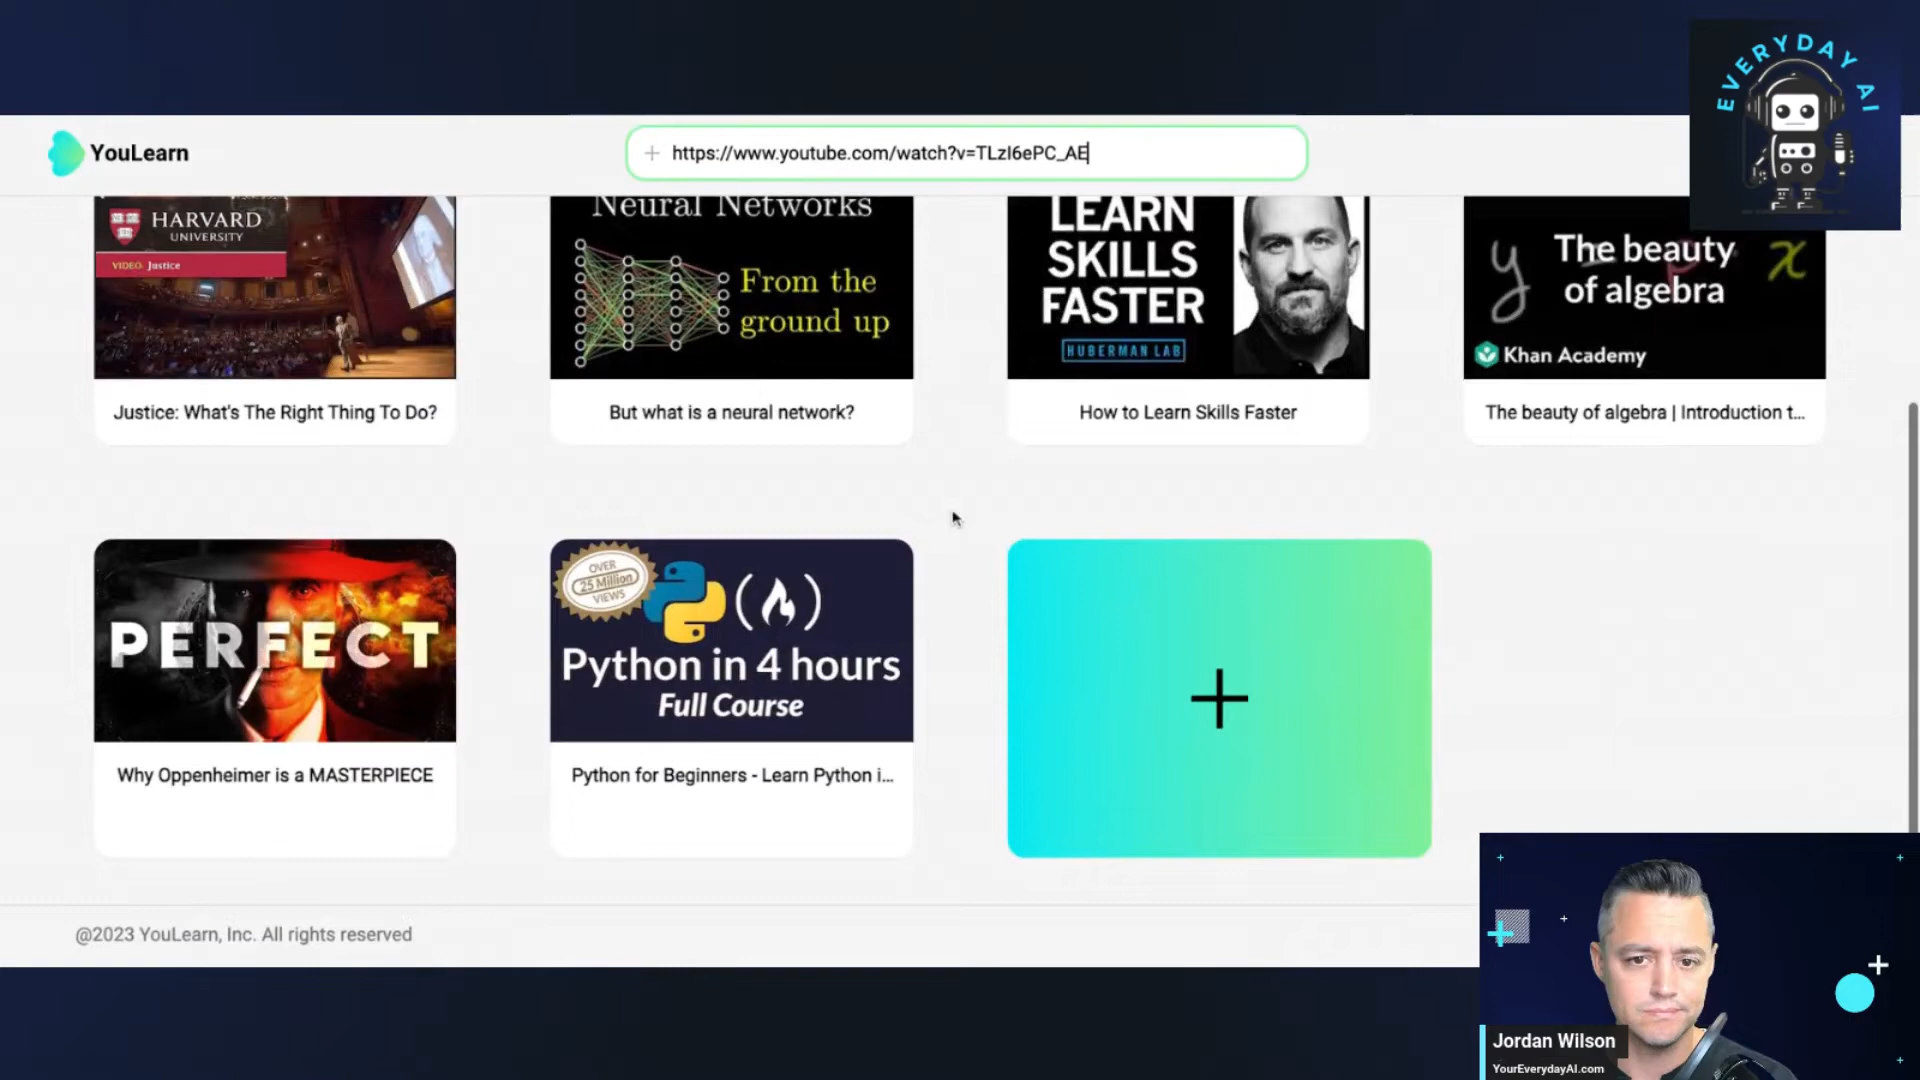 EVERYDAY AI
YouLearn
+ https://www.youtube.com/watch?v=TLzI6ePC_AE
HARVARD
UNIVERSITY
VIDEO: Justice
Justice: What's The Right Thing To Do?
Neural Networks
From the
ground up
But what is a neural network?
LEARN
SKILLS
FASTER
HUBERMAN LAB
How to Learn Skills Faster
y
The beauty
of algebra
x
Khan Academy
The beauty of algebra | Introduction t...
PERFECT
Why Oppenheimer is a MASTERPIECE
OVER
25 Million
VIEWS
Python in 4 hours
Full Course
Python for Beginners - Learn Python i...
+
@2023 YouLearn, Inc. All rights reserved
Jordan Wilson
YourEverydayAI.com